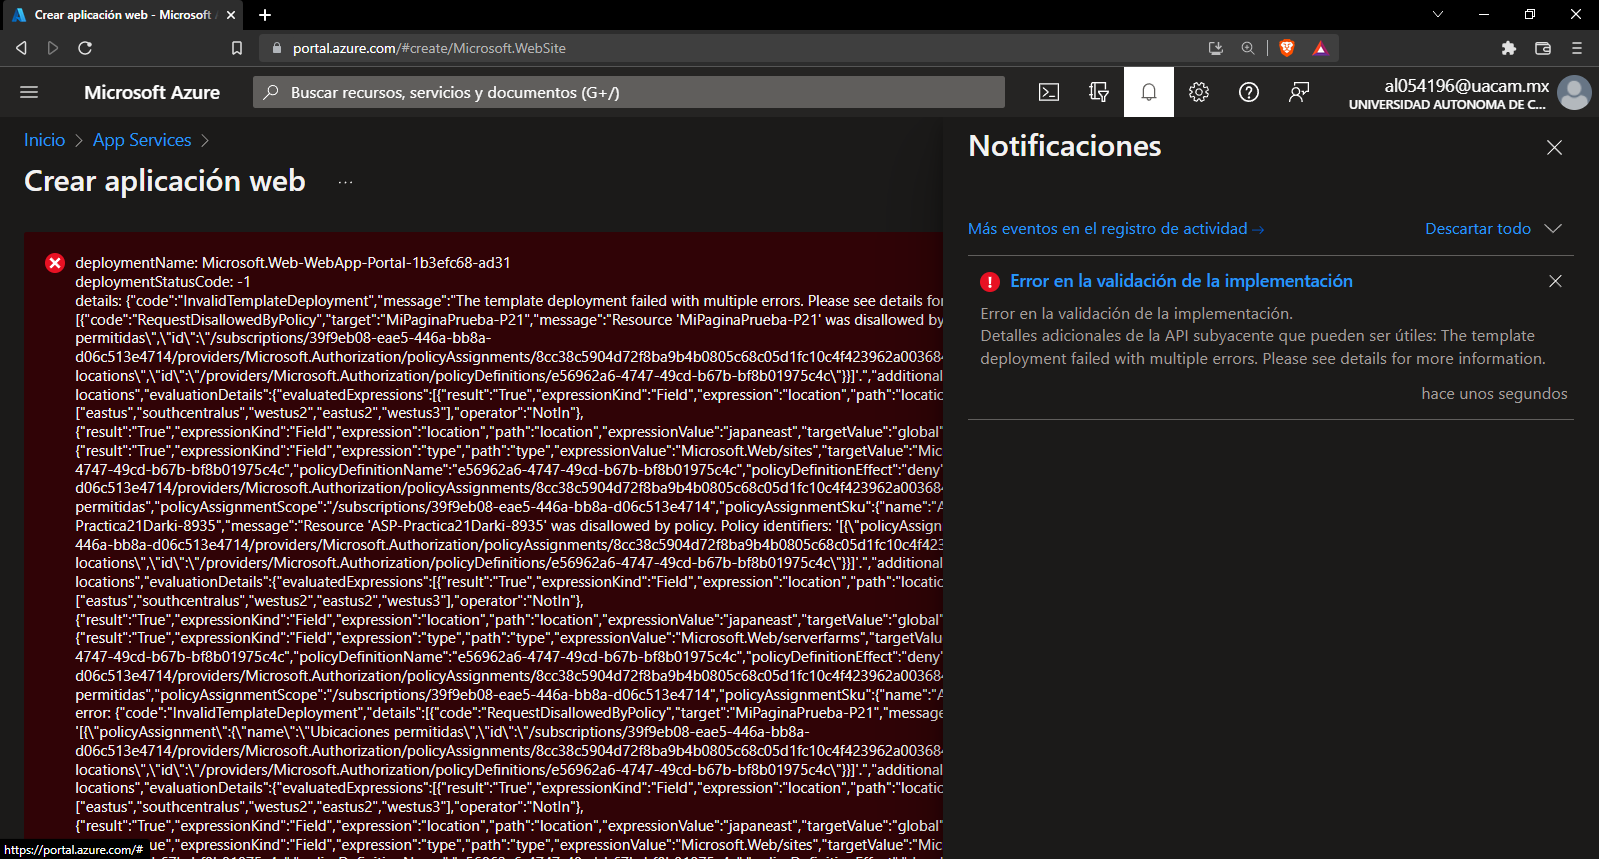 Crear aplicación web - Microsoft
portal.azure.com/#create/Microsoft.WebSite
Microsoft Azure
Buscar recursos, servicios y documentos (G+/)
al054196@uacam.mx
UNIVERSIDAD AUTONOMA DE C...
Inicio > App Services >
Crear aplicación web
...
deploymentName: Microsoft.Web-WebApp-Portal-1b3efc68-ad31
deploymentStatusCode: -1
details: {"code":"InvalidTemplateDeployment","message":"The template deployment failed with multiple errors. Please see details for
[{"code":"RequestDisallowedByPolicy","target":"MiPaginaPrueba-P21","message":"Resource 'MiPaginaPrueba-P21' was disallowed by
permitidas\",\"id\":\"/subscriptions/39f9eb08-eae5-446a-bb8a-
d06c513e4714/providers/Microsoft.Authorization/policyAssignments/8cc38c5904d72f8ba9b4b0805c68c05d1fc10c4f423962a003684
locations\",\"id\":\"/providers/Microsoft.Authorization/policyDefinitions/e56962a6-4747-49cd-b67b-bf8b01975c4c\"}}]'.","additional
locations","evaluationDetails":{"evaluatedExpressions":[{"result":"True","expressionKind":"Field","expression":"location","path":"locatio
["eastus","southcentralus","westus2","eastus2","westus3"],"operator":"NotIn"},
{"result":"True","expressionKind":"Field","expression":"location","path":"location","expressionValue":"japaneast","targetValue":"global"
{"result":"True","expressionKind":"Field","expression":"type","path":"type","expressionValue":"Microsoft.Web/sites","targetValue":"Mic
4747-49cd-b67b-bf8b01975c4c","policyDefinitionName":"e56962a6-4747-49cd-b67b-bf8b01975c4c","policyDefinitionEffect":"deny"
d06c513e4714/providers/Microsoft.Authorization/policyAssignments/8cc38c5904d72f8ba9b4b0805c68c05d1fc10c4f423962a003684
permitidas","policyAssignmentScope":"/subscriptions/39f9eb08-eae5-446a-bb8a-d06c513e4714","policyAssignmentSku":{"name":"A
Practica21Darki-8935","message":"Resource 'ASP-Practica21Darki-8935' was disallowed by policy. Policy identifiers: '[{\"policyAssign
446a-bb8a-d06c513e4714/providers/Microsoft.Authorization/policyAssignments/8cc38c5904d72f8ba9b4b0805c68c05d1fc10c4f423
locations\",\"id\":\"/providers/Microsoft.Authorization/policyDefinitions/e56962a6-4747-49cd-b67b-bf8b01975c4c\"}}]'.","additional
locations","evaluationDetails":{"evaluatedExpressions":[{"result":"True","expressionKind":"Field","expression":"location","path":"locatio
["eastus","southcentralus","westus2","eastus2","westus3"],"operator":"NotIn"},
{"result":"True","expressionKind":"Field","expression":"location","path":"location","expressionValue":"japaneast","targetValue":"global"
{"result":"True","expressionKind":"Field","expression":"type","path":"type","expressionValue":"Microsoft.Web/serverfarms","targetValu
4747-49cd-b67b-bf8b01975c4c","policyDefinitionName":"e56962a6-4747-49cd-b67b-bf8b01975c4c","policyDefinitionEffect":"deny"
d06c513e4714/providers/Microsoft.Authorization/policyAssignments/8cc38c5904d72f8ba9b4b0805c68c05d1fc10c4f423962a003684
permitidas","policyAssignmentScope":"/subscriptions/39f9eb08-eae5-446a-bb8a-d06c513e4714","policyAssignmentSku":{"name":"A
error: {"code":"InvalidTemplateDeployment","details":[{"code":"RequestDisallowedByPolicy","target":"MiPaginaPrueba-P21","message
'[{\"policyAssignment\":{\"name\":\"Ubicaciones permitidas\",\"id\":\"/subscriptions/39f9eb08-eae5-446a-bb8a-
d06c513e4714/providers/Microsoft.Authorization/policyAssignments/8cc38c5904d72f8ba9b4b0805c68c05d1fc10c4f423962a003684
locations\",\"id\":\"/providers/Microsoft.Authorization/policyDefinitions/e56962a6-4747-49cd-b67b-bf8b01975c4c\"}}]'.","additional
locations","evaluationDetails":{"evaluatedExpressions":[{"result":"True","expressionKind":"Field","expression":"location","path":"locatio
["eastus","southcentralus","westus2","eastus2","westus3"],"operator":"NotIn"},
{"result":"True","expressionKind":"Field","expression":"location","path":"location","expressionValue":"japaneast","targetValue":"global"
ue","expressionKind":"Field","expression":"type","path":"type","expressionValue":"Microsoft.Web/sites","targetValue":"Mic
https://portal.azure.com/#
Notificaciones
Más eventos en el registro de actividad →
Descartar todo
Error en la validación de la implementación
Error en la validación de la implementación.
Detalles adicionales de la API subyacente que pueden ser útiles: The template
deployment failed with multiple errors. Please see details for more information.
hace unos segundos